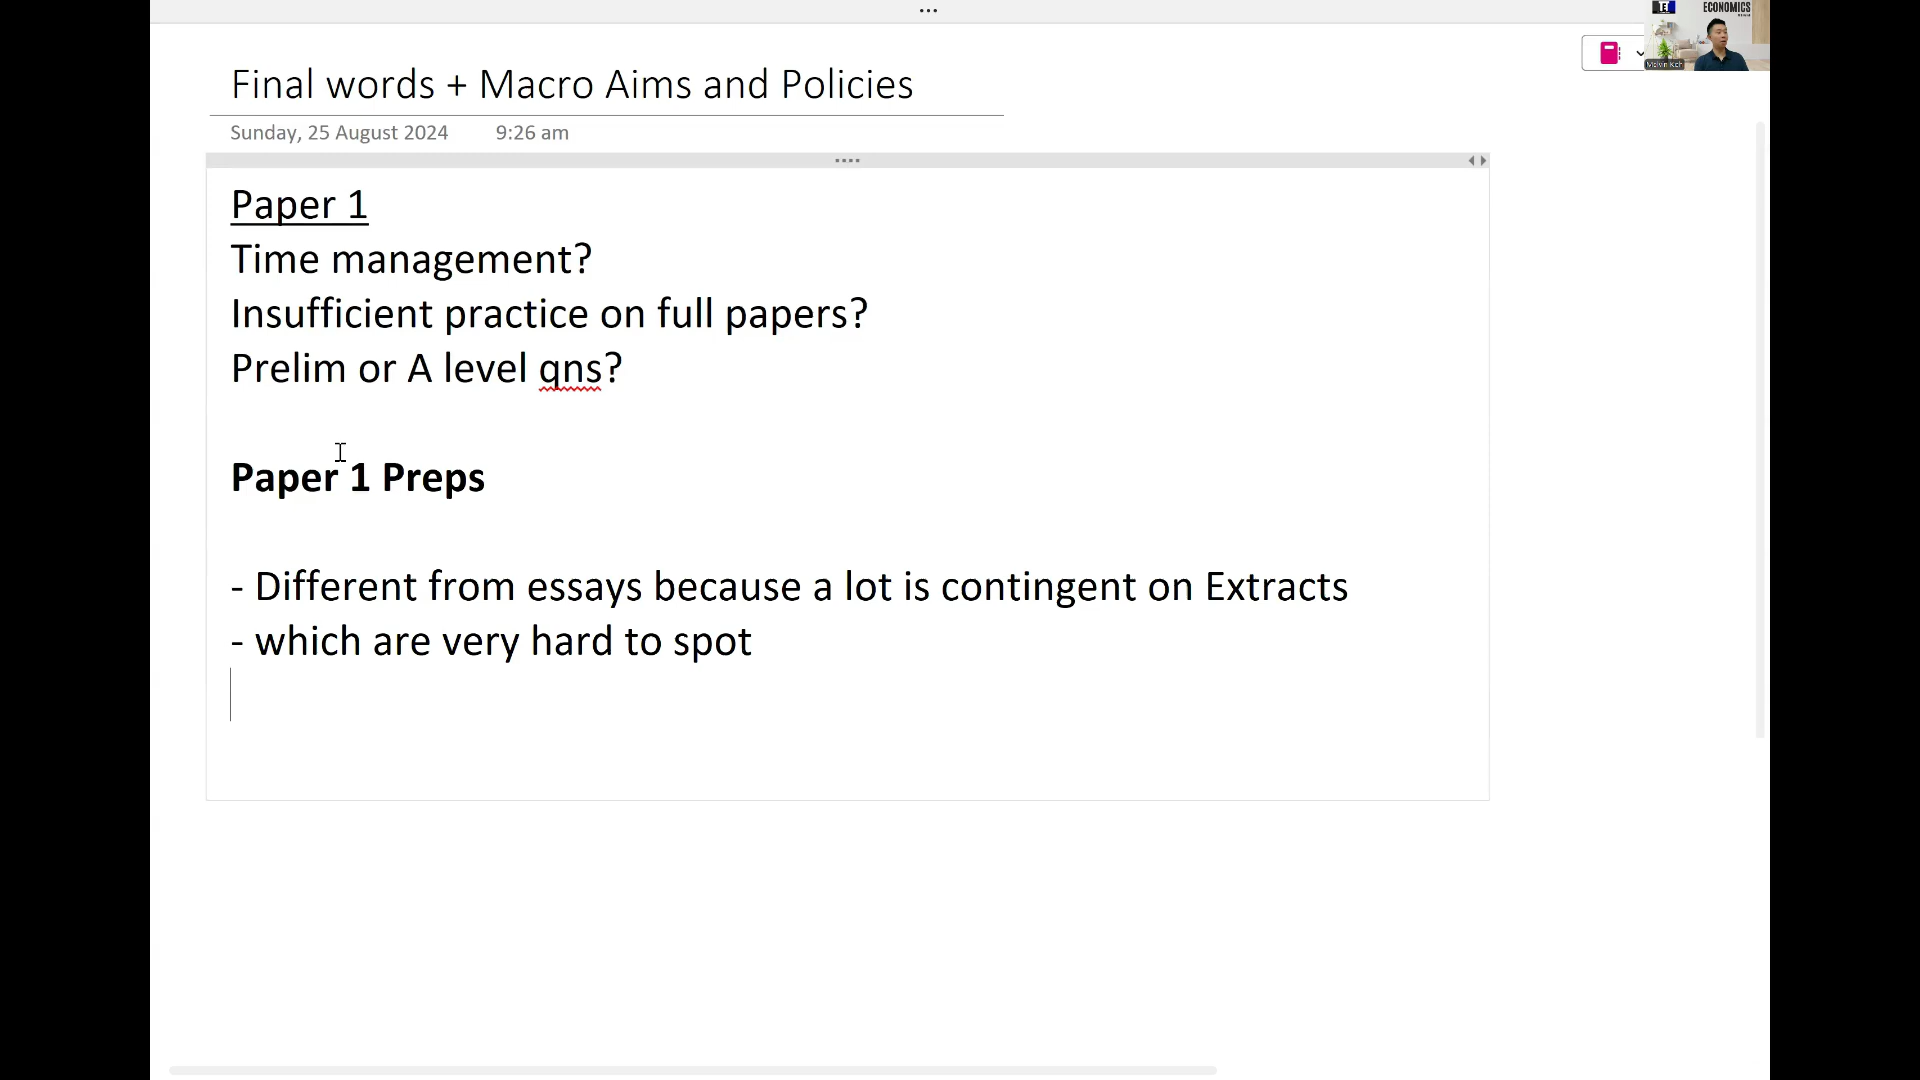 ECONOMICS
Melvin Koh
Final words + Macro Aims and Policies
Sunday, 25 August 2024 9:26 am
Paper 1
Time management?
Insufficient practice on full papers?
Prelim or A level qns?
Paper 1 Preps
- Different from essays because a lot is contingent on Extracts
- which are very hard to spot